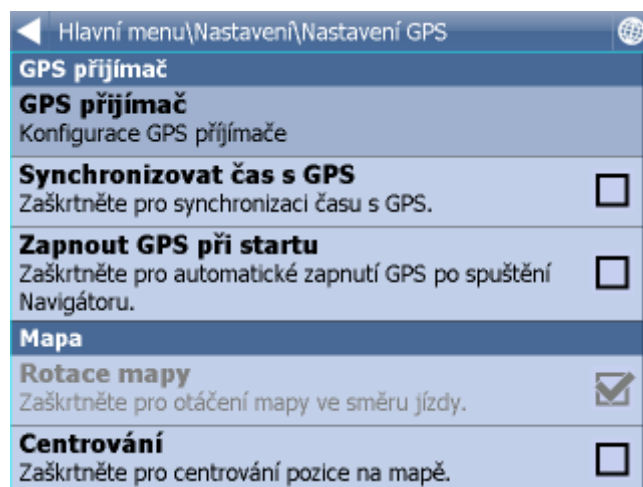 Hlavní menu\Nastavení\Nastavení GPS
GPS přijímač
GPS přijímač
Konfigurace GPS příjímače
Synchronizovat čas s GPS
Zaškrtněte pro synchronizaci času s GPS.
Zapnout GPS při startu
Zaškrtněte pro automatické zapnutí GPS po spuštění
Navigátoru.
Mapa
Rotace mapy
Zaškrtněte pro otáčení mapy ve směru jízdy.
Centrování
Zaškrtněte pro centrování pozice na mapě.